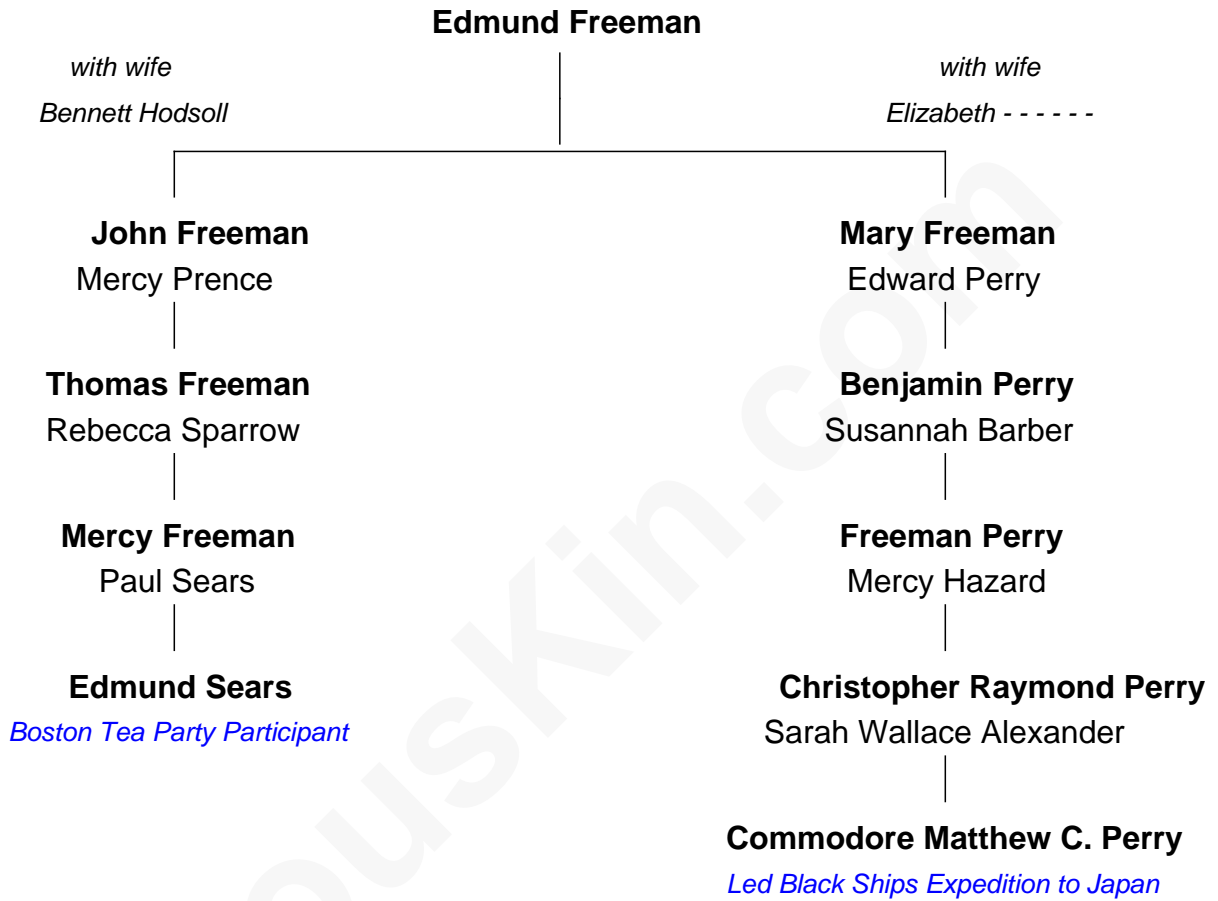 Edmund Freeman
with wife
Bennett Hodsoll
with wife
Elizabeth - - - - - -
John Freeman
Mercy Prence
Mary Freeman
Edward Perry
Thomas Freeman
Rebecca Sparrow
Benjamin Perry
Susannah Barber
Mercy Freeman
Paul Sears
Freeman Perry
Mercy Hazard
Edmund Sears
Boston Tea Party Participant
Christopher Raymond Perry
Sarah Wallace Alexander
Commodore Matthew C. Perry
Led Black Ships Expedition to Japan
ousKin.com